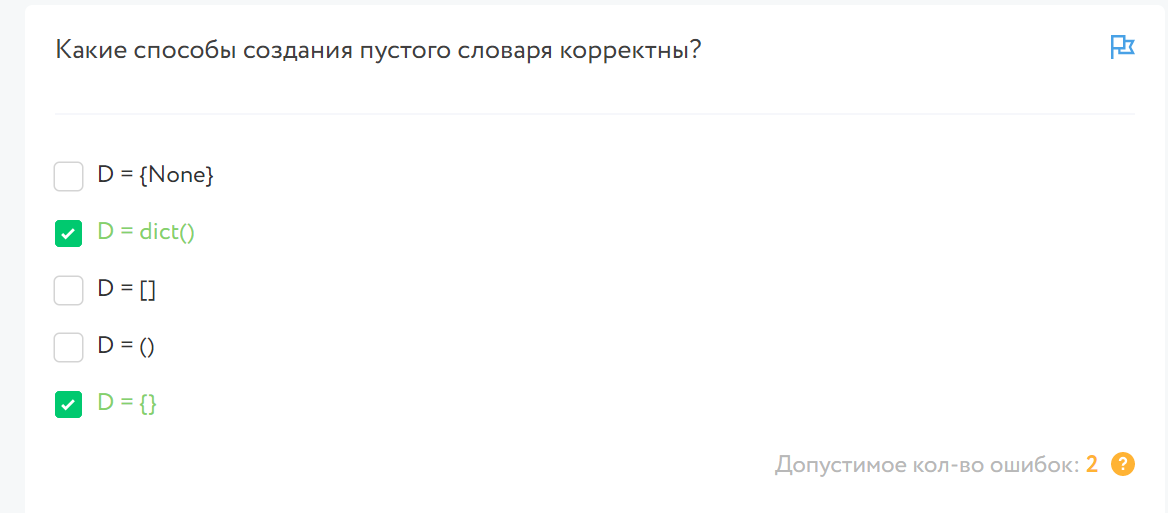 Какие способы создания пустого словаря корректны?
D = {None}
D = dict()
D = []
D = ()
D = {}
Допустимое кол-во ошибок: 2 ?